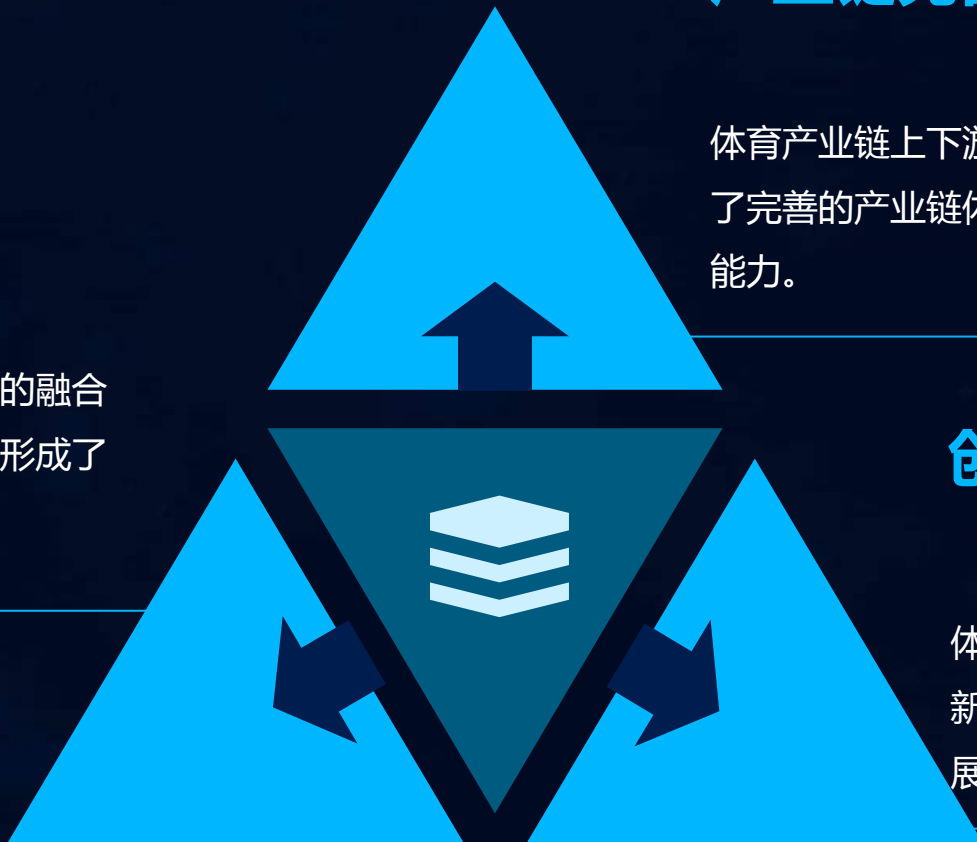 体育产业链上下游
了完善的产业链体
能力。
的融合
形成了
创
体
新
展